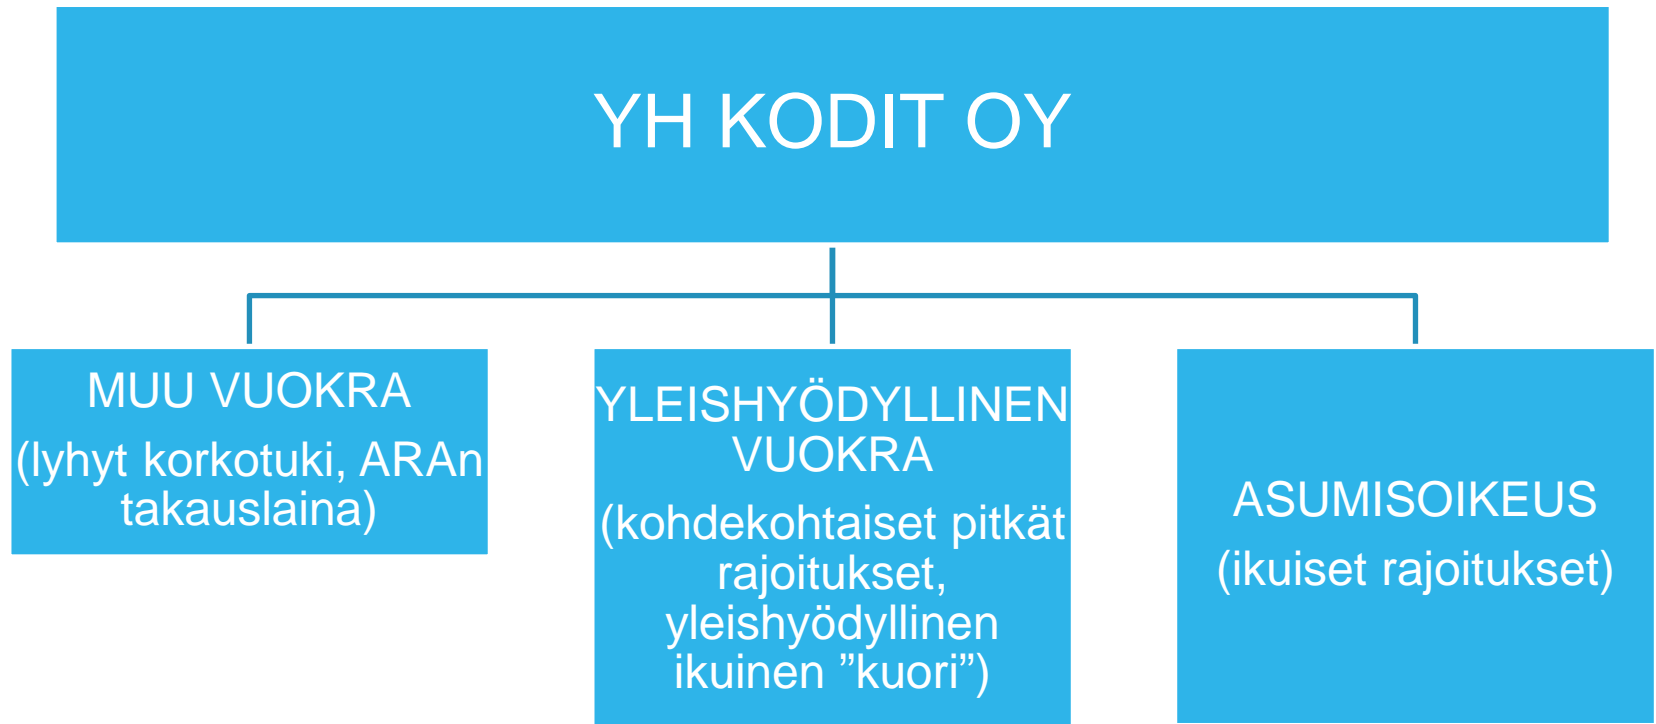 YH KODIT OY
MUU VUOKRA
(lyhyt korkotuki, ARAn
takauslaina)
YLEISHYÖDYLLINEN
VUOKRA
(kohdekohtaiset pitkät
rajoitukset,
yleishyödyllinen
ikuinen ”kuori”)
ASUMISOIKEUS
(ikuiset rajoitukset)